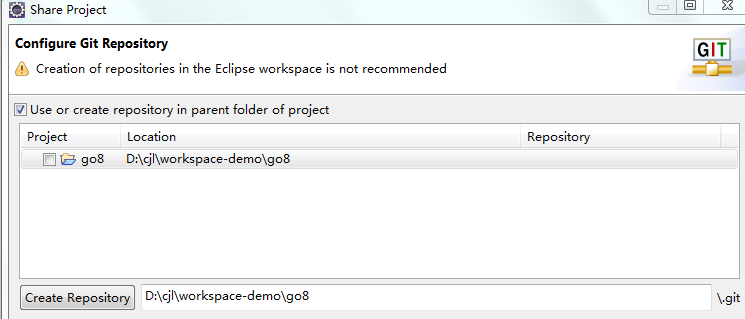 Share Project
Configure Git Repository
GIT
Creation of repositories in the Eclipse workspace is not recommended
Use or create repository in parent folder of project
Project Location Repository
go8 D:\cjl\workspace-demo\go8
Create Repository D:\cjl\workspace-demo\go8 \.git